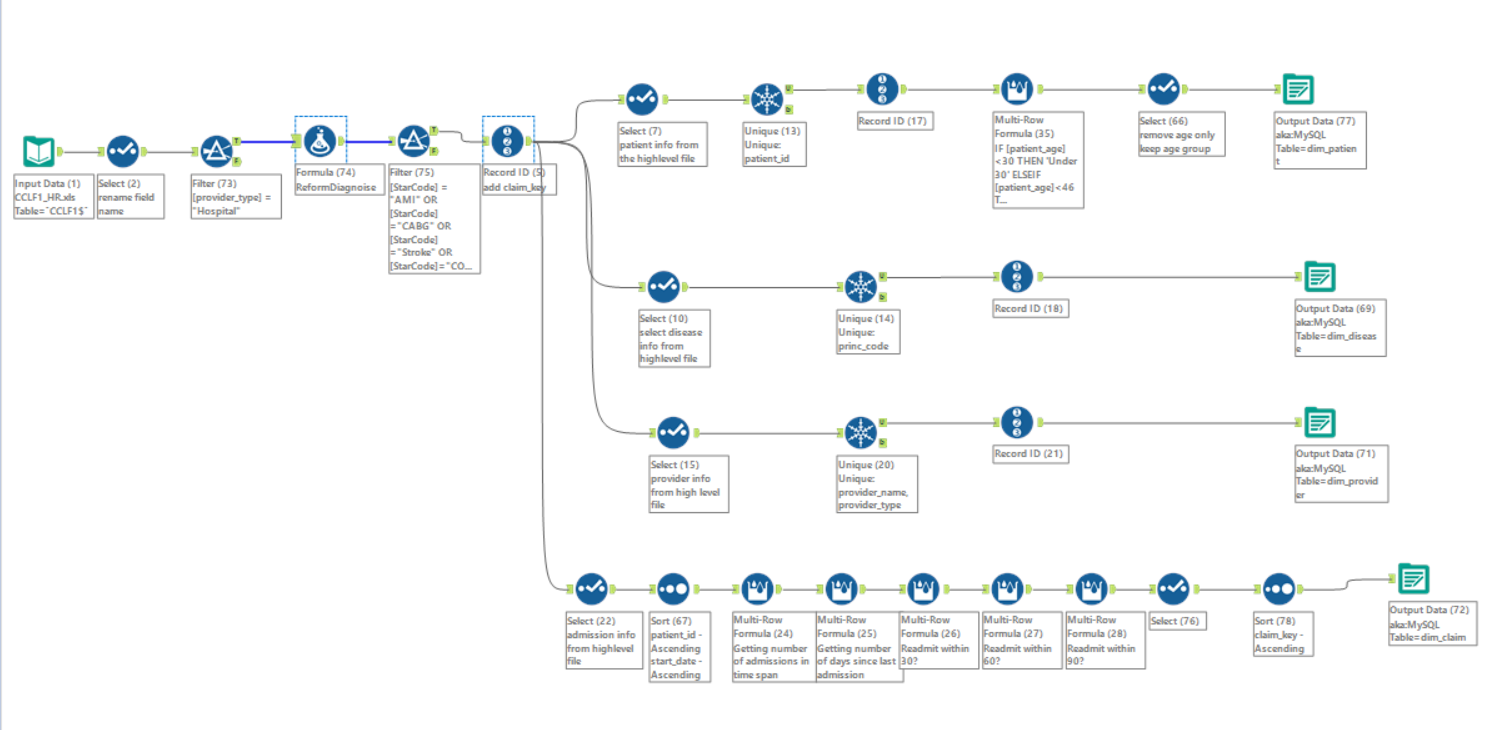 Input Data (1)
CCLF1_HR.xls
Table=`CCLF1$`
Select (2)
rename field
name
Filter (73)
[provider_type] =
"Hospital"
Formula (74)
ReformDiagnoise
Filter (75)
[StarCode] =
"AMI" OR
[StarCode]
="CABG" OR
[StarCode]
="Stroke" OR
[StarCode]="CO...
Record ID (5)
add claim_key
Select (7)
patient info from
the highlevel file
Unique (13)
Unique:
patient_id
Record ID (17)
Multi-Row
Formula (35)
IF [patient_age]
<30 THEN 'Under
30' ELSEIF
[patient_age]<46
T...
Select (66)
remove age only
keep age group
Output Data (77)
aka:MySQL
Table=dim_patien
t
Select (10)
select disease
info from
highlevel file
Unique (14)
Unique:
princ_code
Record ID (18)
Output Data (69)
aka:MySQL
Table=dim_diseas
e
Select (15)
provider info
from high level
file
Unique (20)
Unique:
provider_name,
provider_type
Record ID (21)
Output Data (71)
aka:MySQL
Table=dim_provid
er
Select (22)
admission info
from highlevel
file
Sort (67)
patient_id -
Ascending
start_date -
Ascending
Multi-Row
Formula (24)
Getting number
of admissions in
time span
Multi-Row
Formula (25)
Getting number
of days since last
admission
Multi-Row
Formula (26)
Readmit within
30?
Multi-Row
Formula (27)
Readmit within
60?
Multi-Row
Formula (28)
Readmit within
90?
Select (76)
Sort (78)
claim_key -
Ascending
Output Data (72)
aka:MySQL
Table=dim_claim